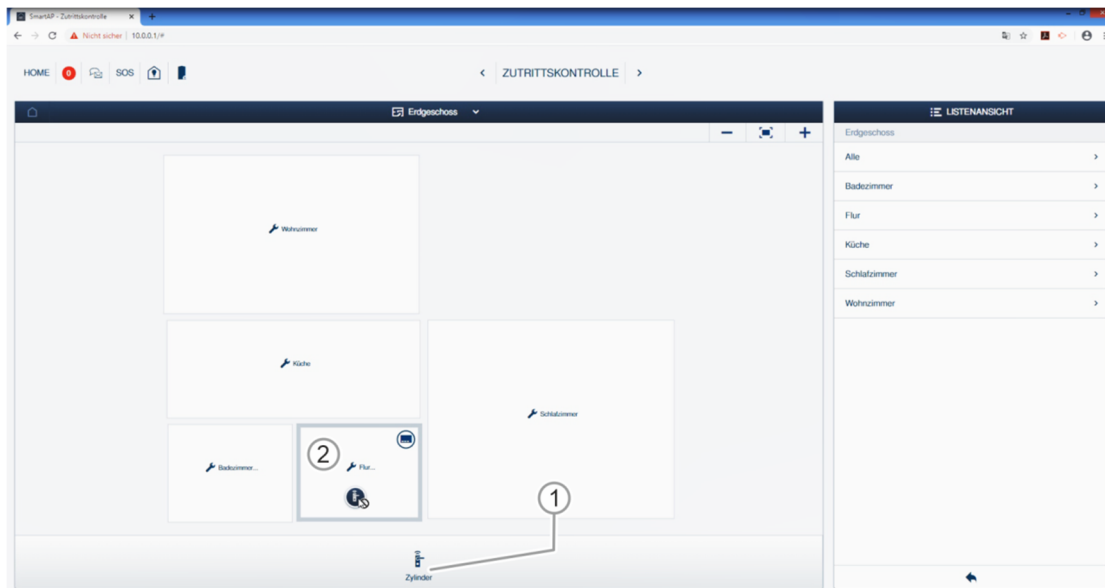 SmartAP - Zutrittskontrolle
Nicht sicher | 10.0.0.1/#
HOME 0 SOS
ZUTRITTSKONTROLLE
Erdgeschoss
Wohnzimmer
Küche
Schlafzimmer
Badezimmer...
2
Flur...
1
Zylinder
LISTENANSICHT
Erdgeschoss
Alle
Badezimmer
Flur
Küche
Schlafzimmer
Wohnzimmer